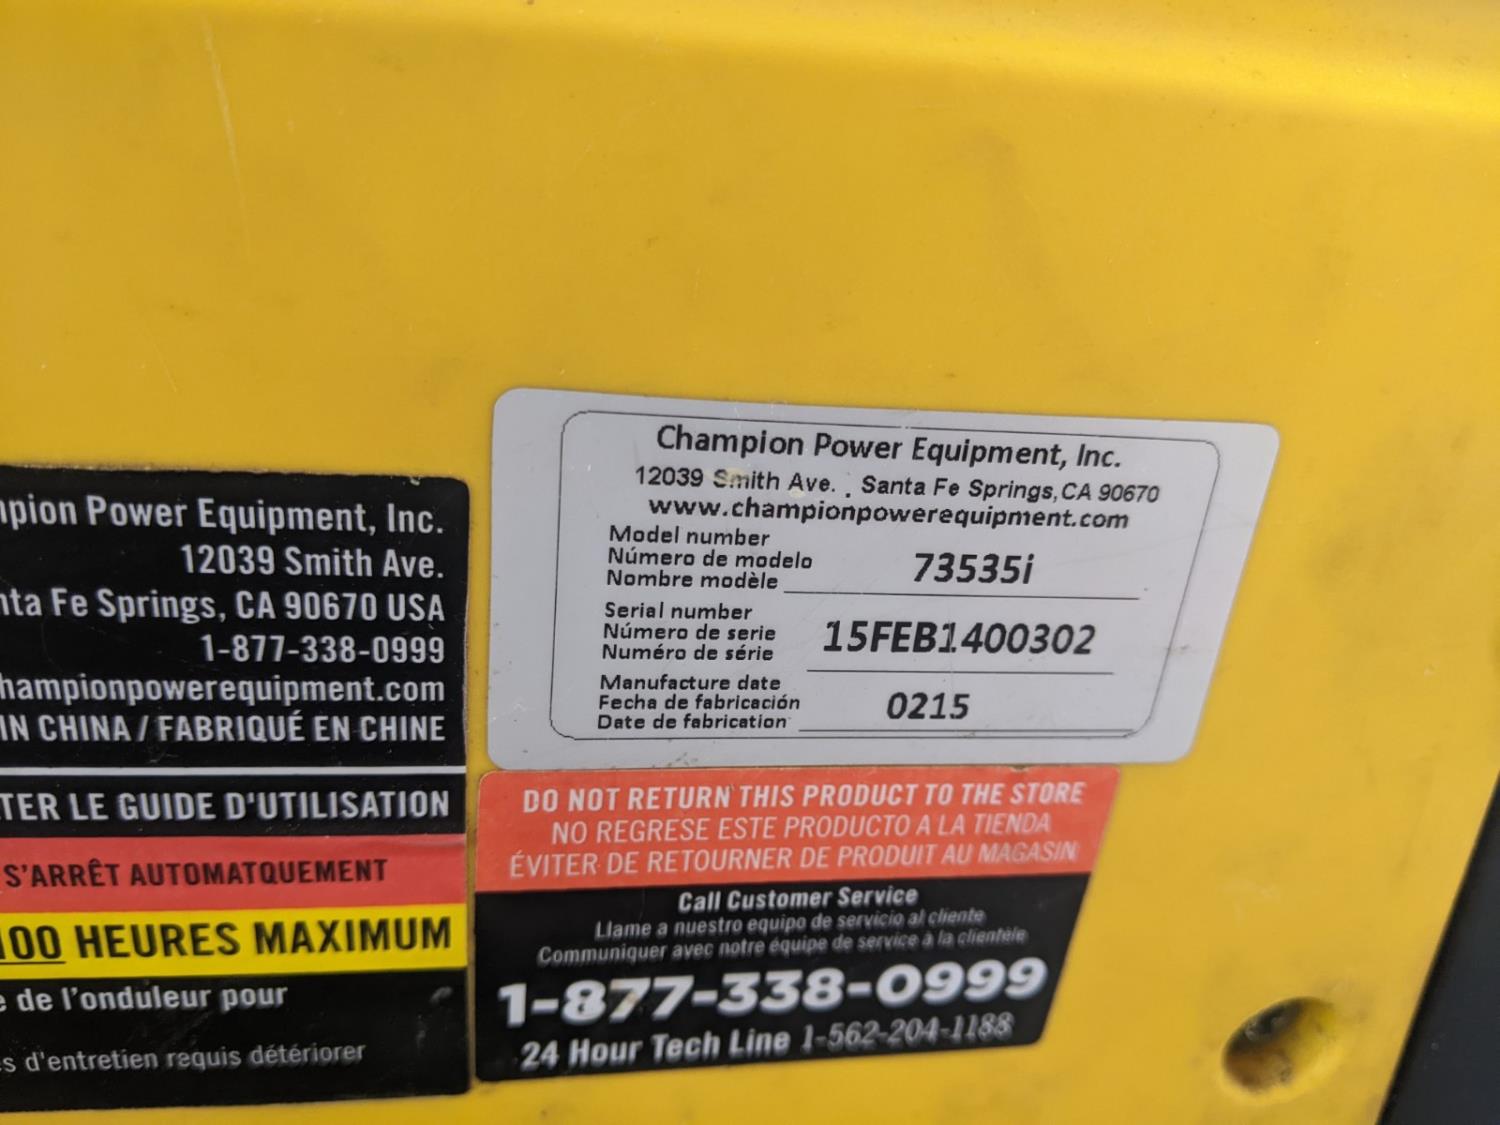 pion Power Equipment, Inc.
12039 Smith Ave.
ta Fe Springs, CA 90670 USA
1-877-338-0999
hampionpowerequipment.com
IN CHINA / FABRIQUÉ EN CHINE
TER LE GUIDE D'UTILISATION
S'ARRÊT AUTOMATQUEMENT
100 HEURES MAXIMUM
e de l'onduleur pour
s d'entretien requis détériorer
Champion Power Equipment, Inc.
12039 Smith Ave. , Santa Fe Springs, CA 90670
www.championpowerequipment.com
Model number
Número de modelo
Nombre modèle
73535i
Serial number
Número de serie
Numéro de série
15FEB1400302
Manufacture date
Fecha de fabricación
Date de fabrication
0215
DO NOT RETURN THIS PRODUCT TO THE STORE
NO REGRESE ESTE PRODUCTO A LA TIENDA
ÉVITER DE RETOURNER DE PRODUIT AU MAGASIN
Call Customer Service
Llame a nuestro equipo de servicio al cliente
Communiquer avec notre équipe de service à la clientèle
1-877-338-0999
24 Hour Tech Line 1-562-204-1188